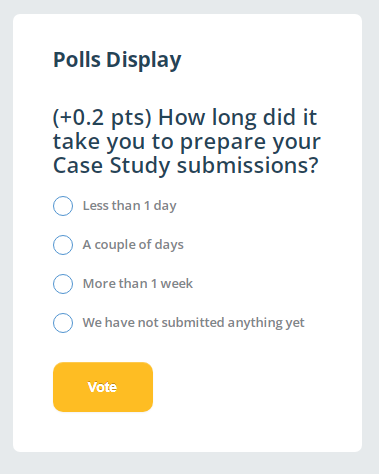 Polls Display
(+0.2 pts) How long did it
take you to prepare your
Case Study submissions?
Less than 1 day
A couple of days
More than 1 week
We have not submitted anything yet
Vote